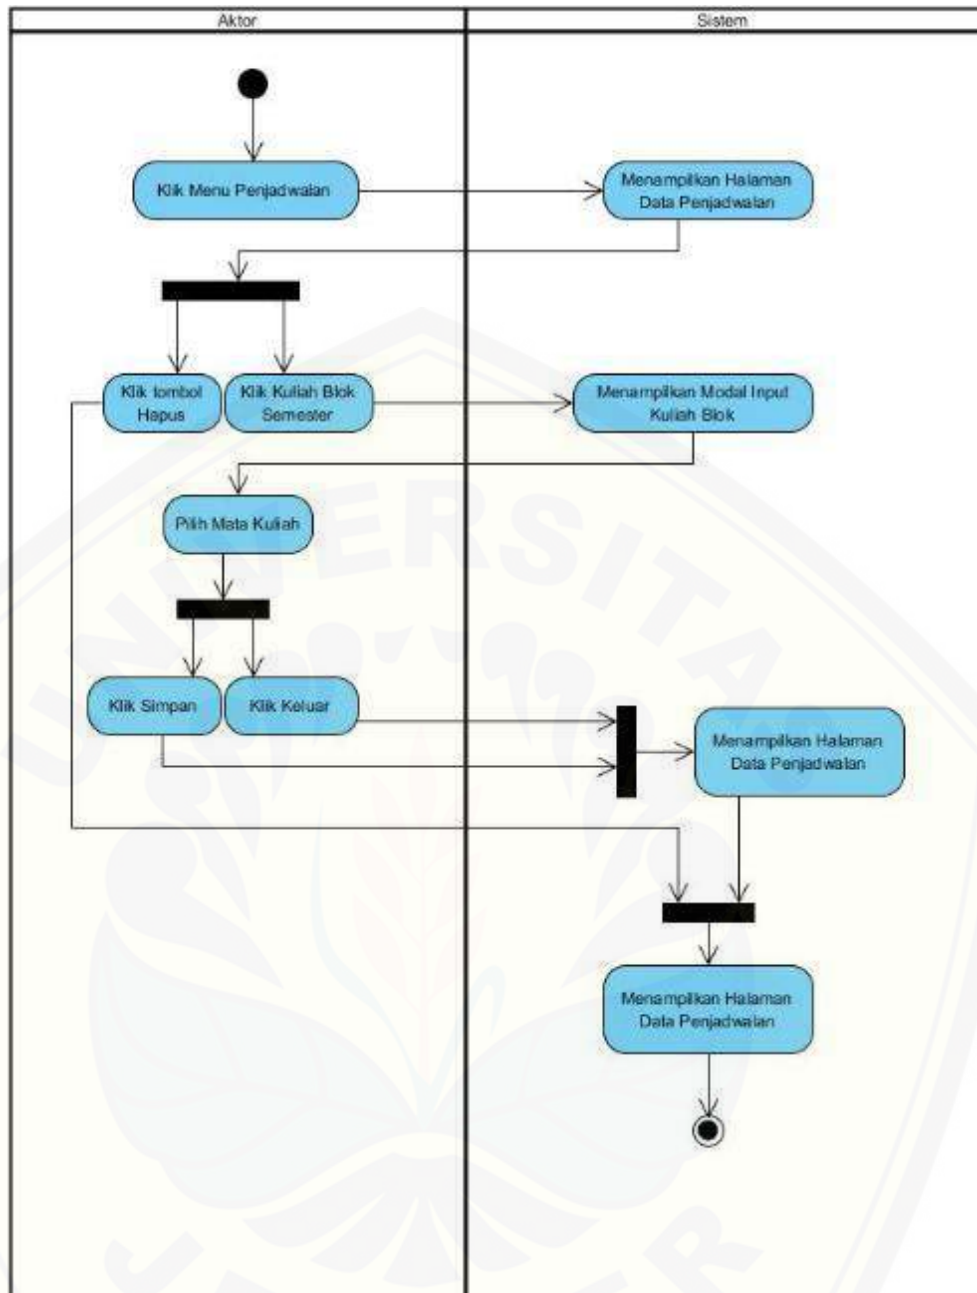 Aktor
Sistem
Klik Menu Penjadwalan
Menampilkan Halaman
Data Penjadwalan
Klik tombol
Hapus
Klik Kuliah Blok
Semester
Menampilkan Modal Input
Kuliah Blok
Pilih Mata Kuliah
Klik Simpan
Klik Keluar
Menampilkan Halaman
Data Penjadwalan
Menampilkan Halaman
Data Penjadwalan
UNIVERSITAS